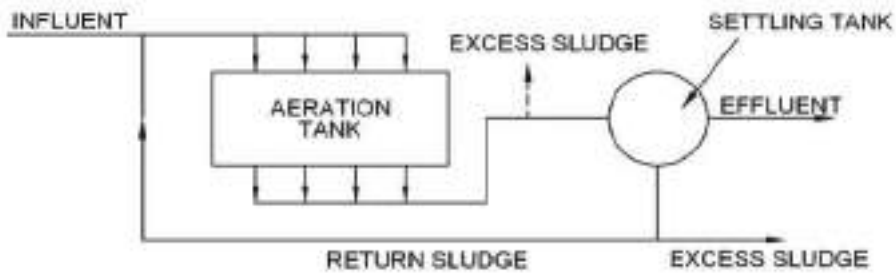 INFLUENT
SETTLING TANK
EXCESS SLUDGE
AERATION
TANK
EFFLUENT
RETURN SLUDGE
EXCESS SLUDGE